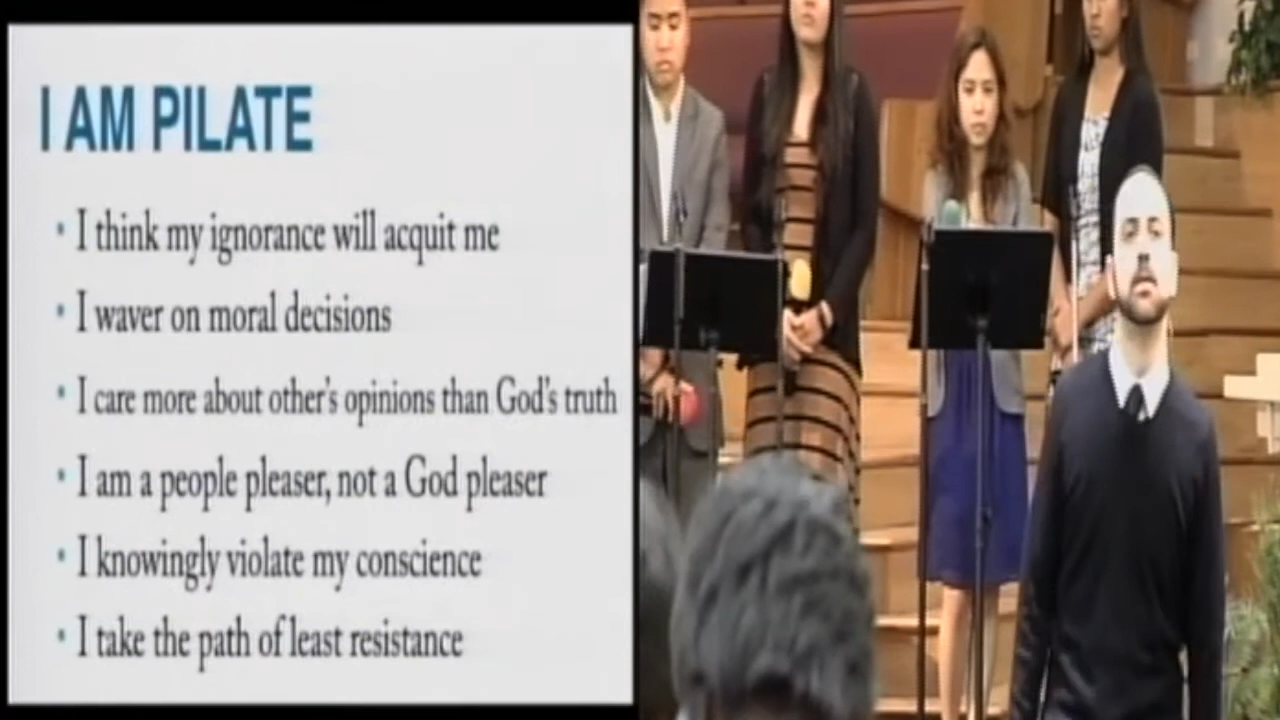 I AM PILATE
• I think my ignorance will acquit me
• I waver on moral decisions
• I care more about other's opinions than God's truth
• I am a people pleaser, not a God pleaser
• I knowingly violate my conscience
• I take the path of least resistance